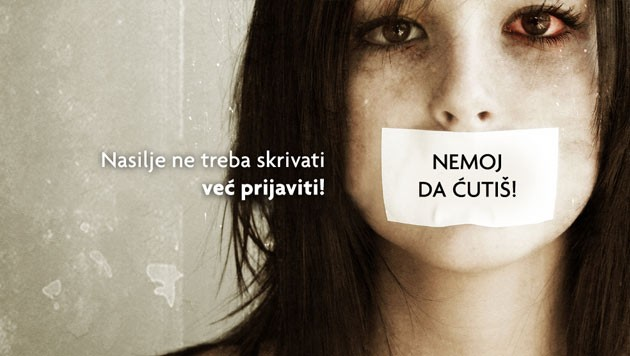 Nasilje ne treba skrivati
već prijaviti!
NEMOJ
DA ĆUTIŠ!